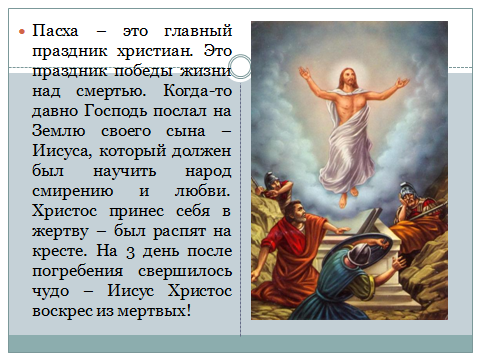 Пасха – это главный
праздник христиан. Это
праздник победы жизни
над смертью. Когда-то
давно Господь послал на
Землю своего сына –
Иисуса, который должен
был научить народ
смирению и любви.
Христос принес себя в
жертву – был распят на
кресте. На 3 день после
погребения свершилось
чудо – Иисус Христос
воскрес из мертвых!